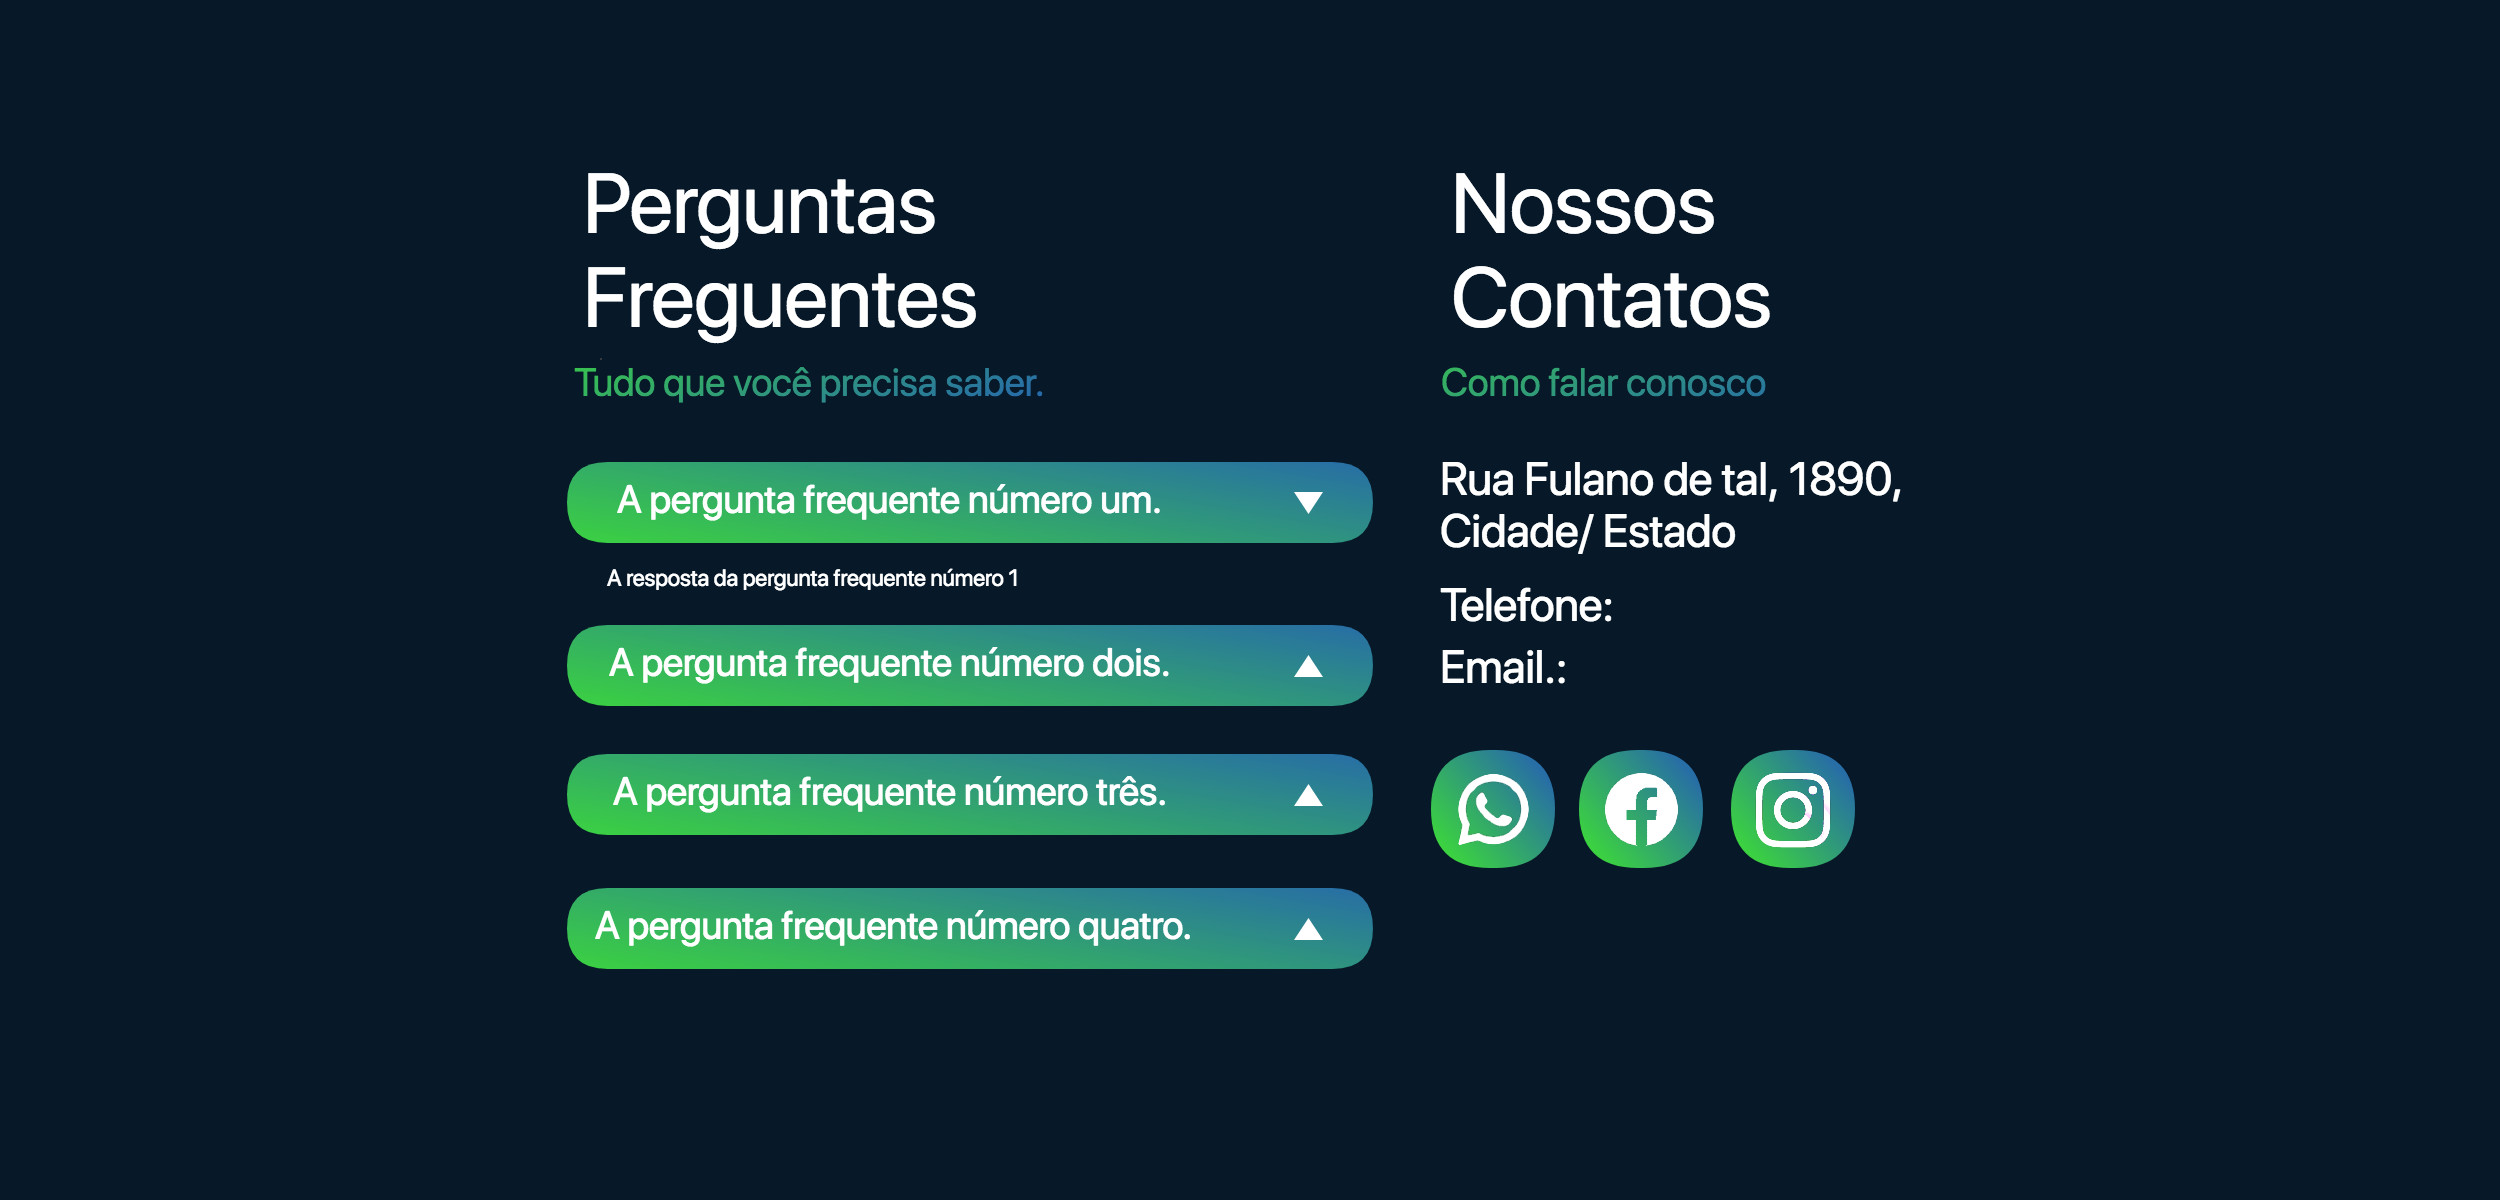 Perguntas
Freguentes
Tudo que você precisa saber.
A pergunta frequente número um.
A resposta da pergunta frequente número 1
A pergunta frequente número dois.
A pergunta frequente número três.
A pergunta frequente número quatro.
Nossos
Contatos
Como falar conosco
Rua Fulano de tal, 1890,
Cidade/ Estado
Telefone:
Email.: